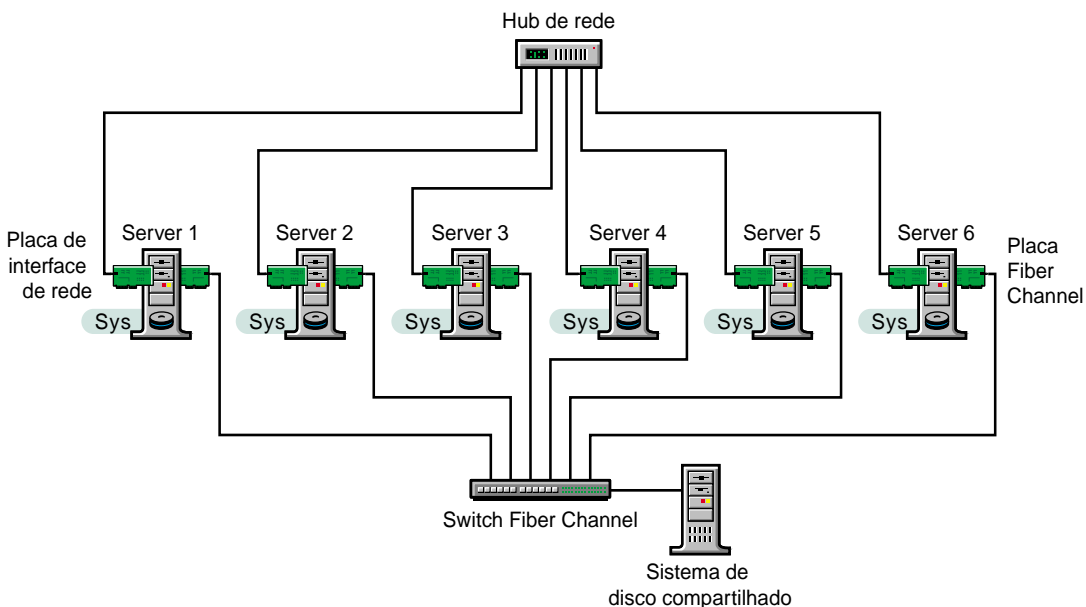 Hub de rede
Placa de
interface
de rede
Server 1
Server 2
Server 3
Server 4
Server 5
Server 6
Placa
Fiber
Channel
Sys
Sys
Sys
Sys
Sys
Sys
Switch Fiber Channel
Sistema de
disco compartilhado